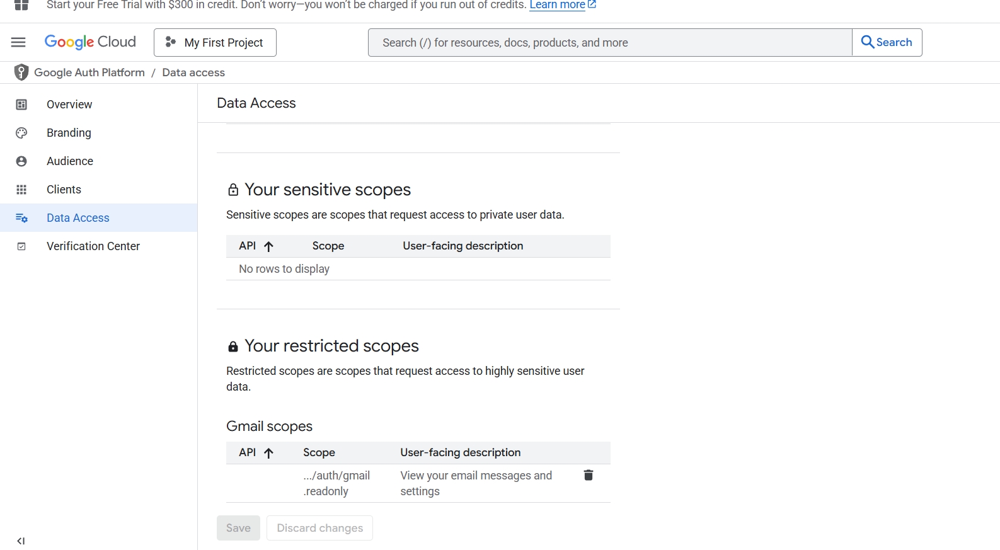 Start your Free Trial with $300 in credit. Don't worry—you won't be charged if you run out of credits. Learn more
Google Cloud
My First Project
Search (/) for resources, docs, products, and more
Search
Google Auth Platform / Data access
Overview
Branding
Audience
Clients
Data Access
Verification Center
Data Access
Your sensitive scopes
Sensitive scopes are scopes that request access to private user data.
API Scope User-facing description
No rows to display
Your restricted scopes
Restricted scopes are scopes that request access to highly sensitive user
data.
Gmail scopes
API Scope User-facing description
.../auth/gmail View your email messages and
.readonly settings
Save Discard changes